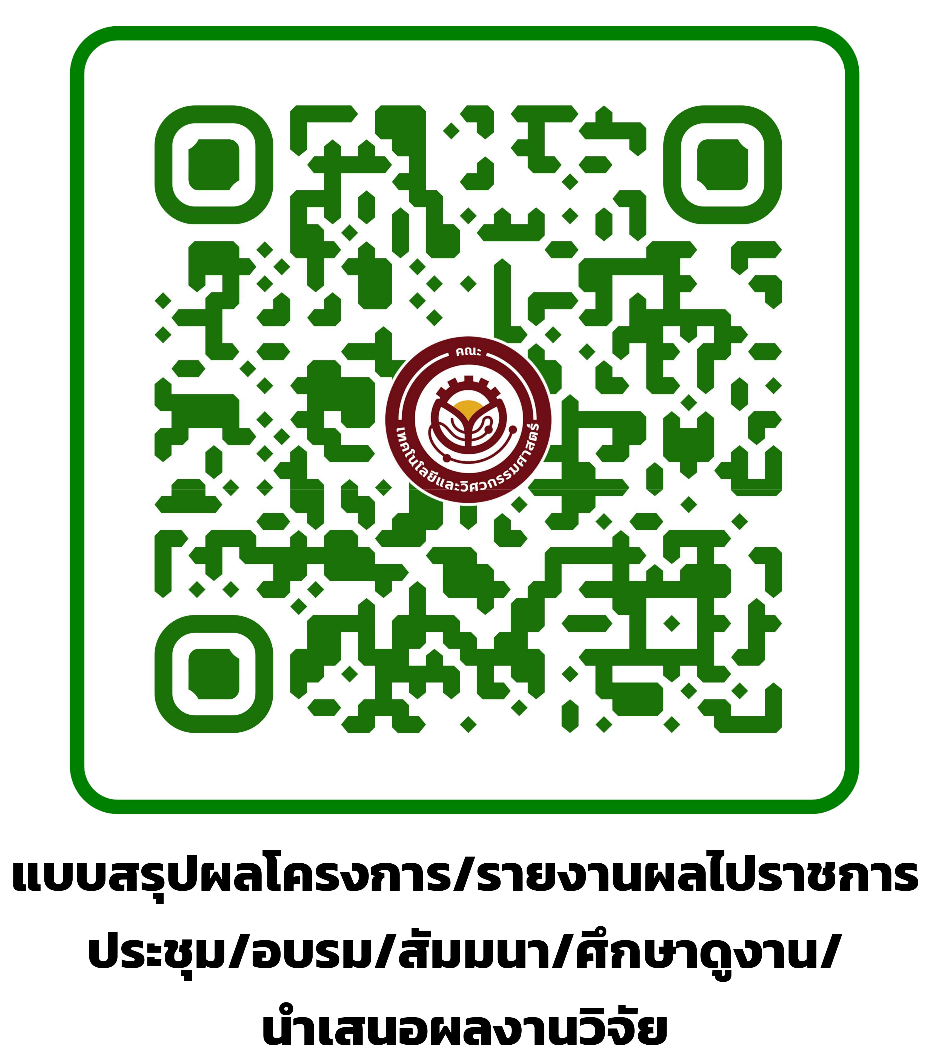 คณะ
เทคโนโลยีและวิศวกรรมศาสตร์
แบบสรุปผลโครงการ/รายงานผลไปราชการ
ประชุม/อบรม/สัมมนา/ศึกษาดูงาน/
นำเสนอผลงานวิจัย